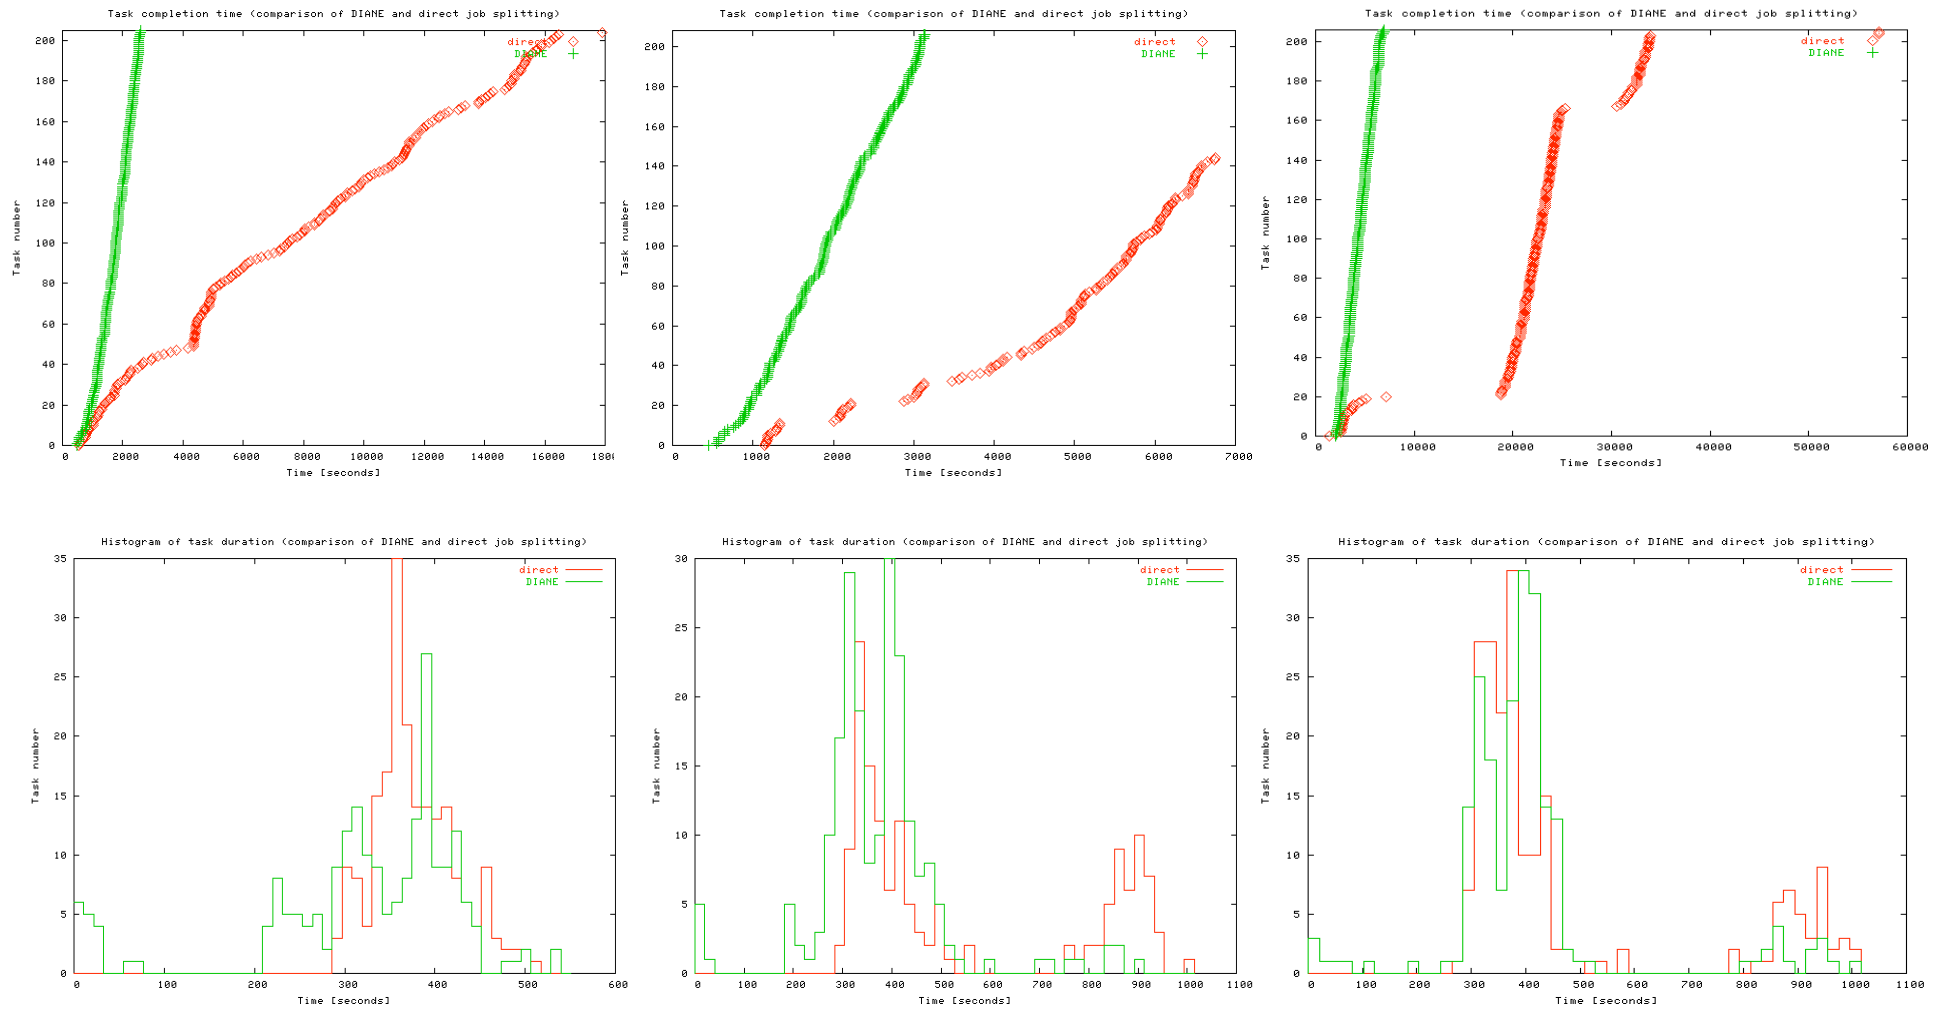 Task completion time (comparison of DIANE and direct job splitting)
direct
DIANE
Task number
200
180
160
140
120
100
80
60
40
20
0
0 2000 4000 6000 8000 10000 12000 14000 16000
Time [seconds]
Task completion time (comparison of DIANE and direct job splitting)
direct
DIANE
Task number
200
180
160
140
120
100
80
60
40
20
0
0 1000 2000 3000 4000 5000 6000 7000
Time [seconds]
Task completion time (comparison of DIANE and direct job splitting)
direct
DIANE
Task number
200
180
160
140
120
100
80
60
40
20
0
0 10000 20000 30000 40000 50000 60000
Time [seconds]
Histogram of task duration (comparison of DIANE and direct job splitting)
direct
DIANE
Task number
35
30
25
20
15
10
5
0
0 100 200 300 400 500 600
Time [seconds]
Histogram of task duration (comparison of DIANE and direct job splitting)
direct
DIANE
Task number
30
25
20
15
10
5
0
0 100 200 300 400 500 600 700 800 900 1000 1100
Time [seconds]
Histogram of task duration (comparison of DIANE and direct job splitting)
direct
DIANE
Task number
35
30
25
20
15
10
5
0
0 100 200 300 400 500 600 700 800 900 1000 1100
Time [seconds]